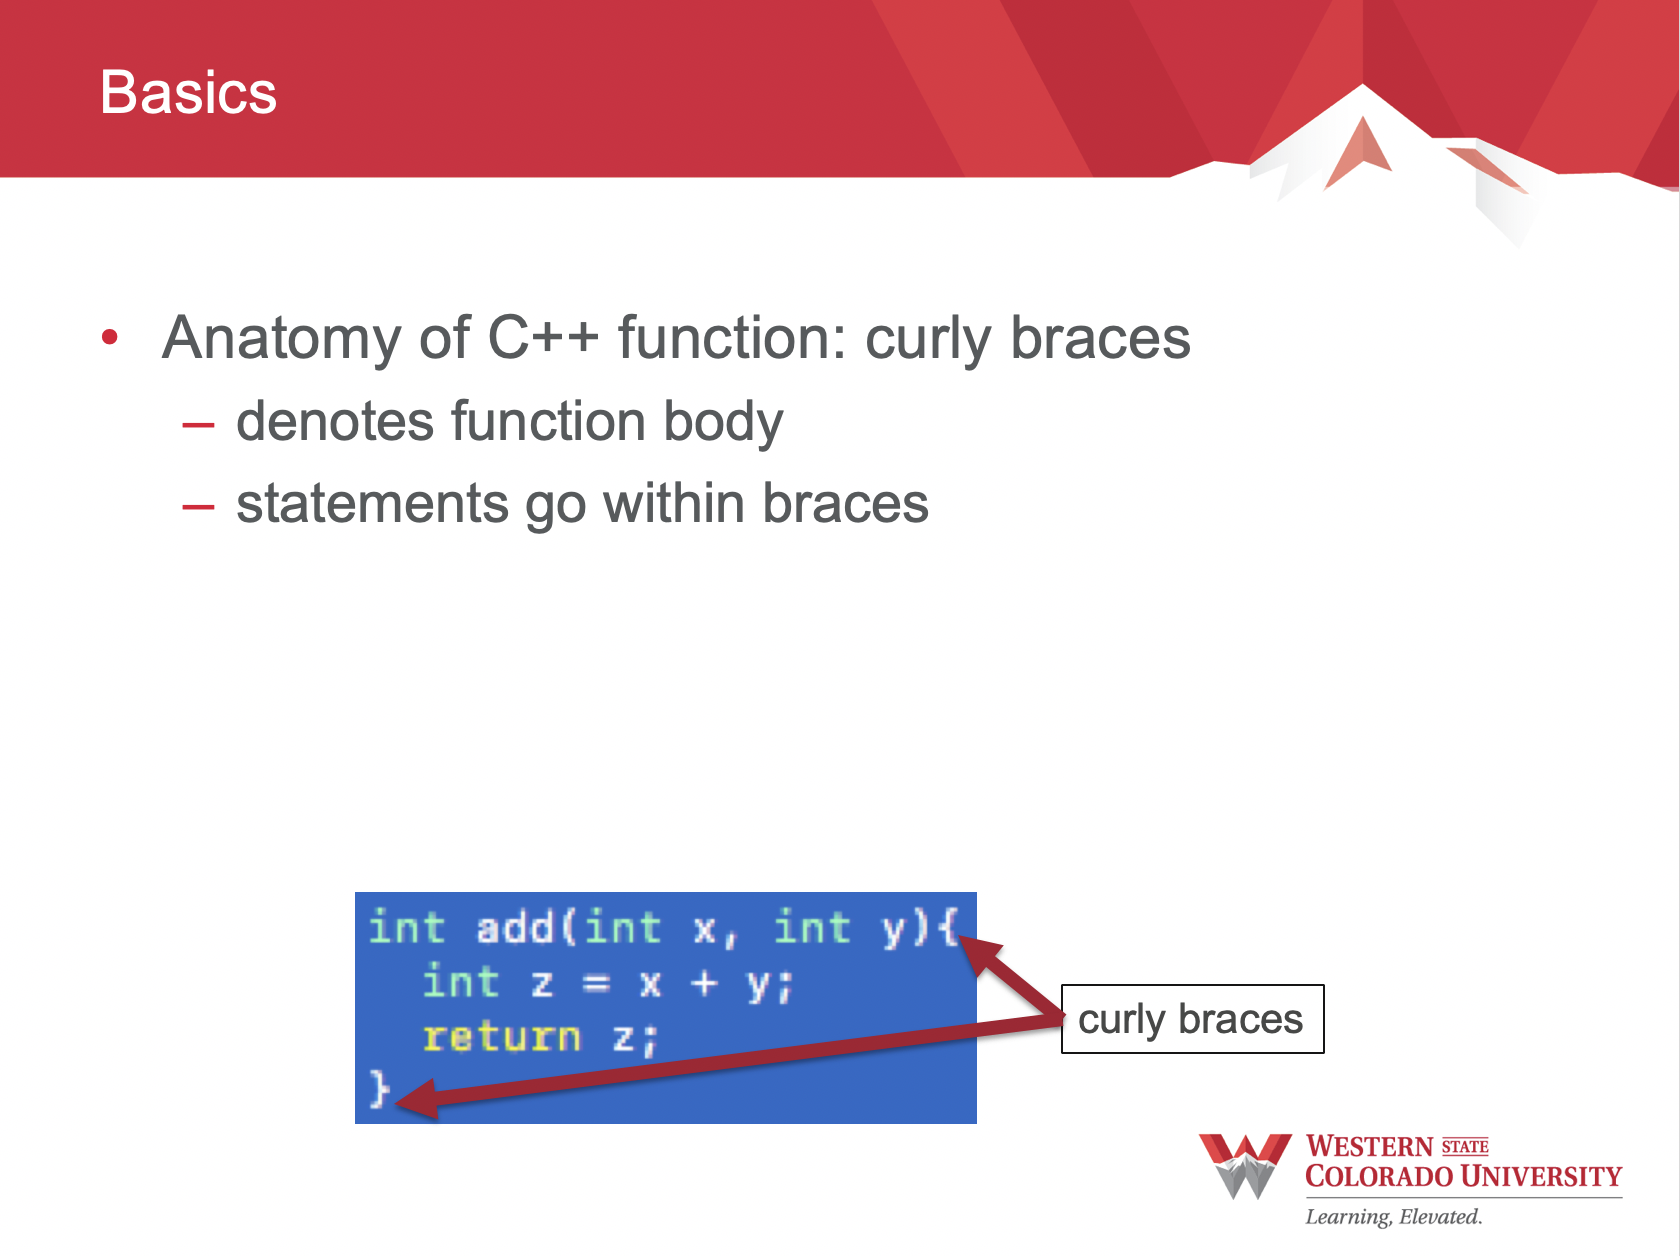 Basics
• Anatomy of C++ function: curly braces
– denotes function body
– statements go within braces
int add(int x, int y){
  int z = x + y;
  return z;
}
curly braces
WESTERN STATE
COLORADO UNIVERSITY
Learning, Elevated.